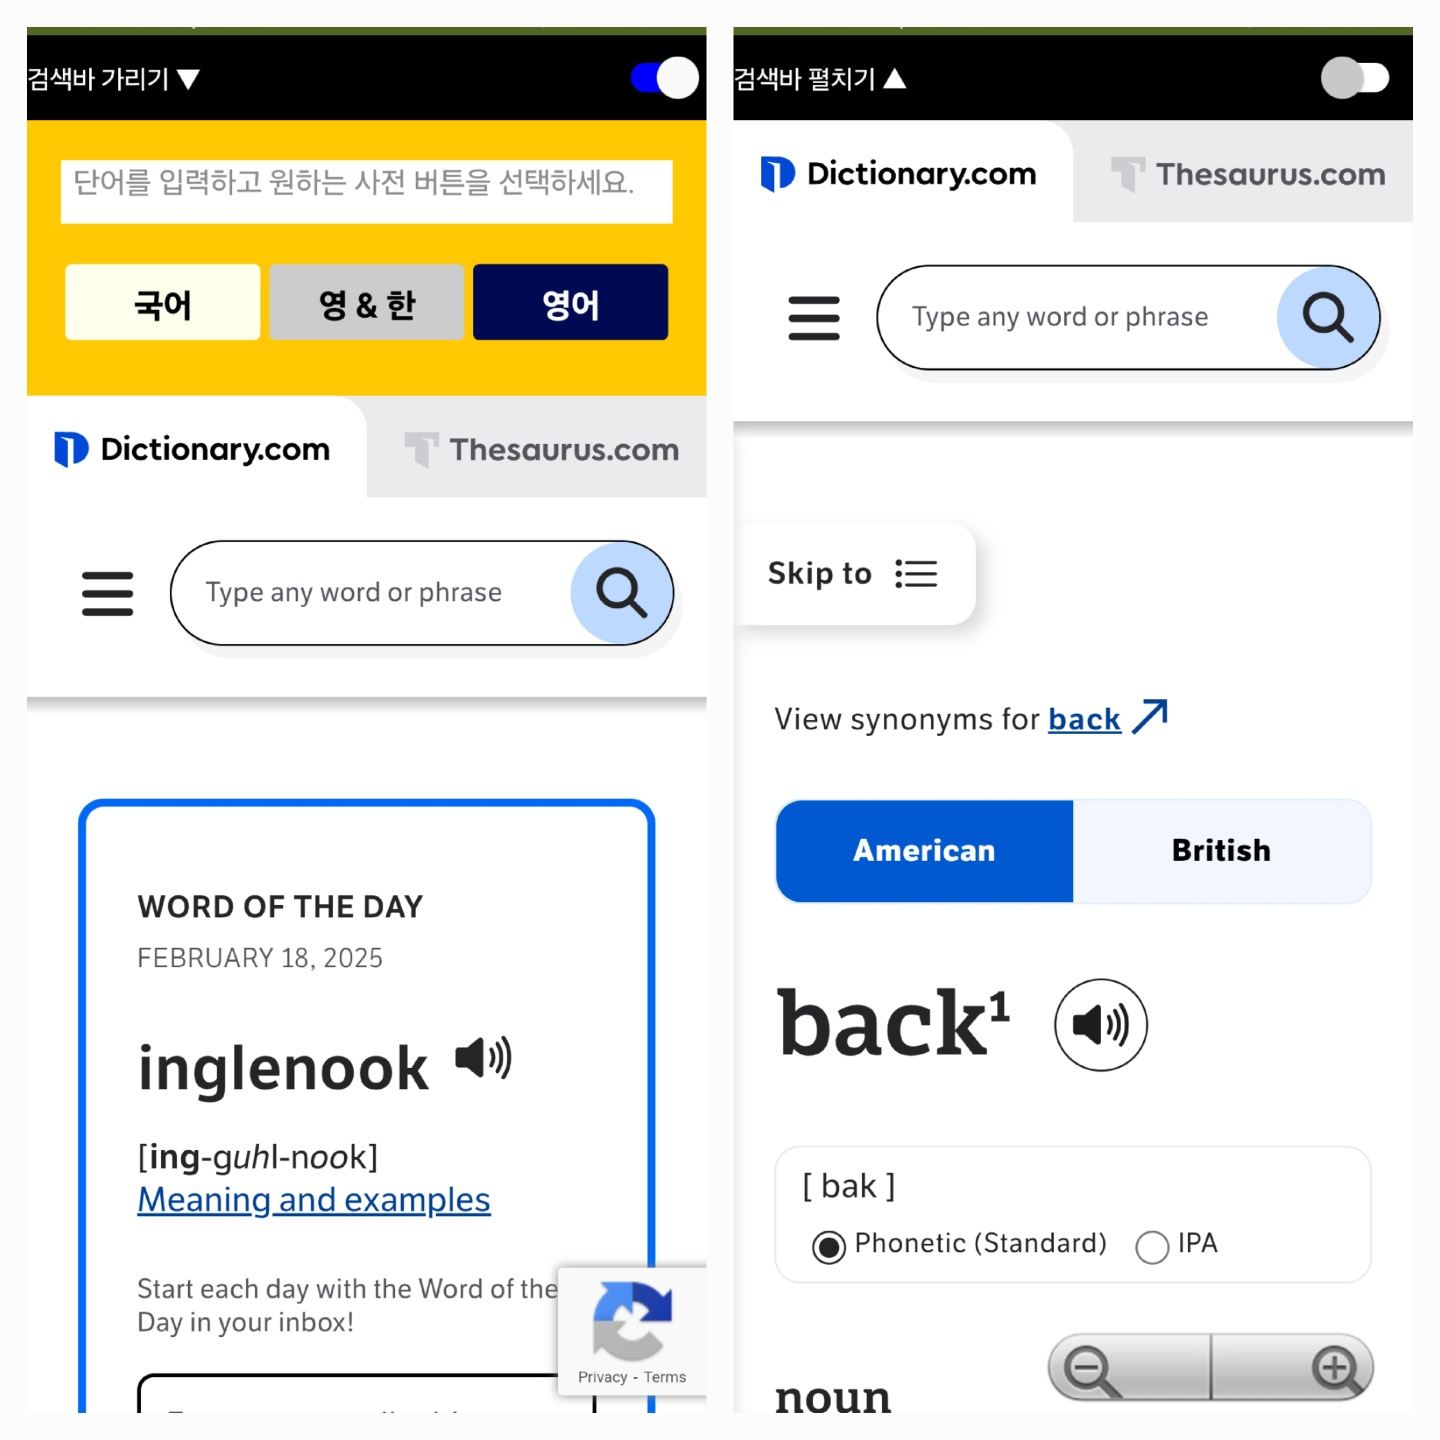 검색바 가리기 ▼
단어를 입력하고 원하는 사전 버튼을 선택하세요.
국어
영 & 한
영어
Dictionary.com
Thesaurus.com
Type any word or phrase
WORD OF THE DAY
FEBRUARY 18, 2025
inglenook
[ing-guhl-nook]
Meaning and examples
Start each day with the Word of the
Day in your inbox!
Privacy - Terms
검색바 펼치기 ▲
Dictionary.com
Thesaurus.com
Type any word or phrase
Skip to
View synonyms for back
American
British
back¹
[ bak ]
Phonetic (Standard)
IPA
noun